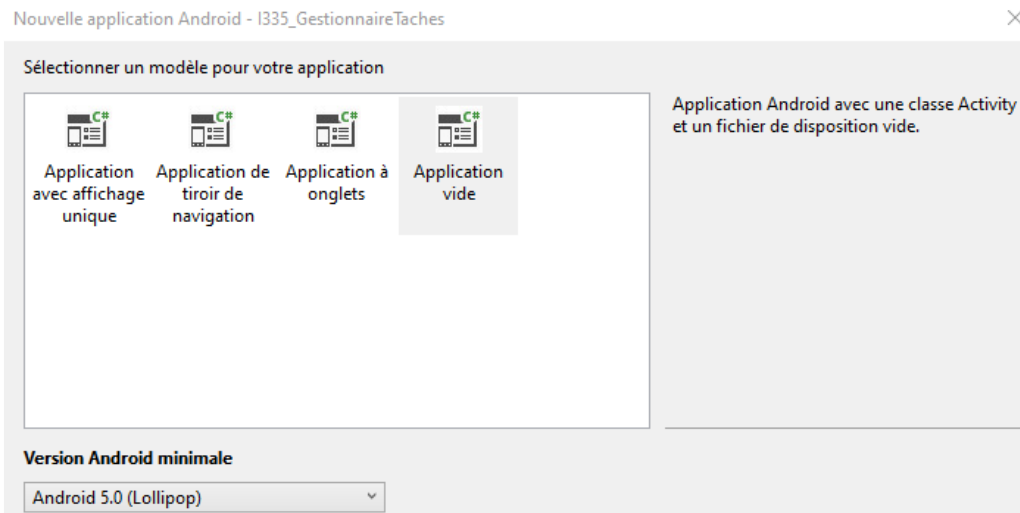 Nouvelle application Android - I335_GestionnaireTaches
Sélectionner un modèle pour votre application
C#
Application
avec affichage
unique
C#
Application de
tiroir de
navigation
C#
Application à
onglets
C#
Application
vide
Application Android avec une classe Activity
et un fichier de disposition vide.
Version Android minimale
Android 5.0 (Lollipop)